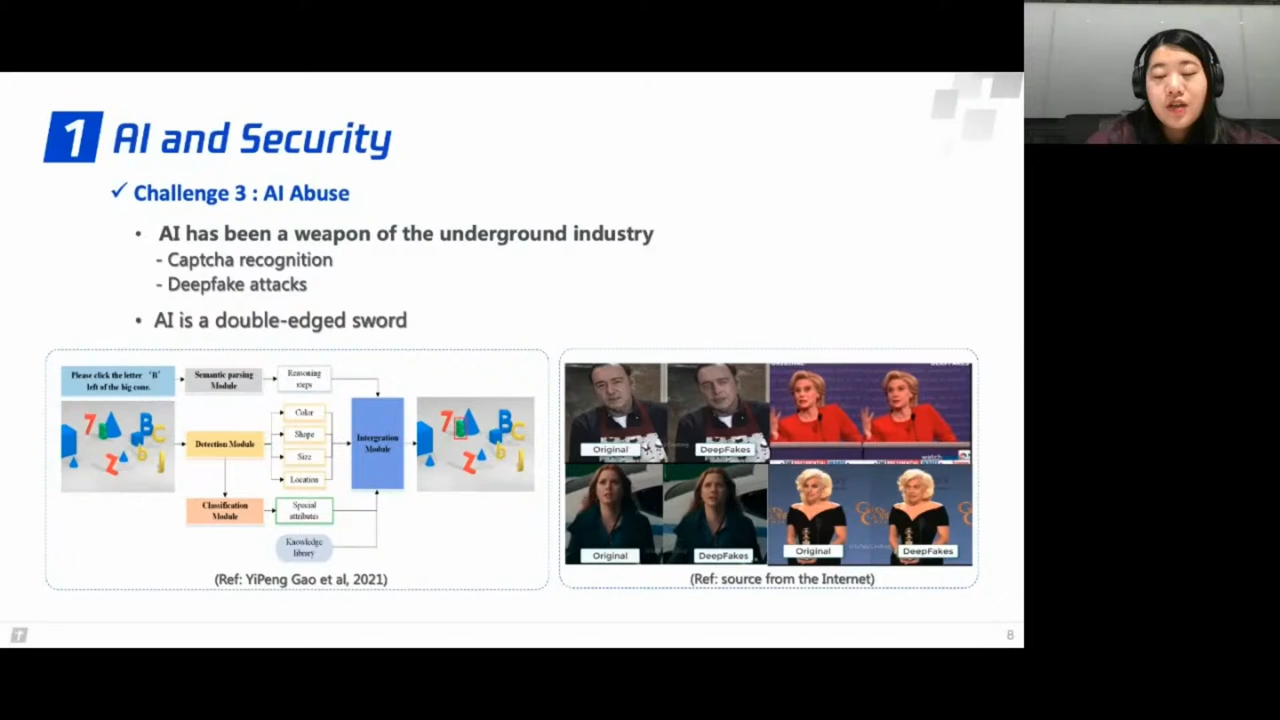 1 AI and Security
✓ Challenge 3 : AI Abuse
• AI has been a weapon of the underground industry
- Captcha recognition
- Deepfake attacks
• AI is a double-edged sword
Please click the letter ‘B’
left of the big cone.
Semantic parsing
Module
Reasoning
steps
Detection Module
Color
Shape
Size
Location
Intergration
Module
Classification
Module
Special
attributes
Knowledge
library
(Ref: YiPeng Gao et al, 2021)
Original
DeepFakes
DEEPFAKES
watch
Original
DeepFakes
Original
DeepFakes
(Ref: source from the Internet)
8